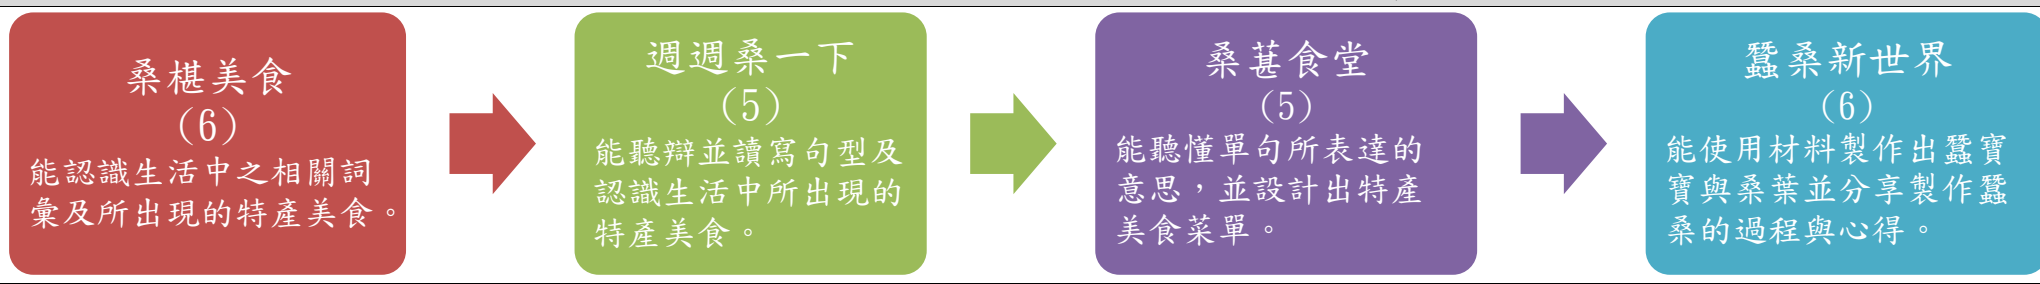 桑椹美食
(6)
能認識生活中之相關詞
彙及所出現的特產美食。
週週桑一下
(5)
能聽辯並讀寫句型及
認識生活中所出現的
特產美食。
桑葚食堂
(5)
能聽懂單句所表達的
意思，並設計出特產
美食菜單。
蠶桑新世界
(6)
能使用材料製作出蠶寶
寶與桑葉並分享製作蠶
桑的過程與心得。